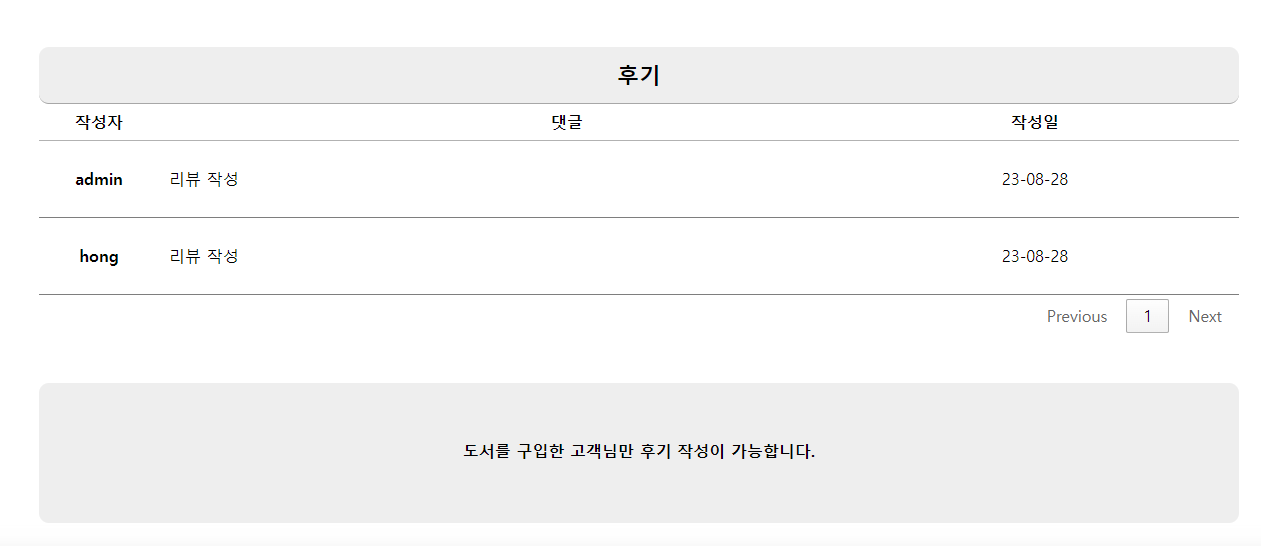 후기
작성자 댓글 작성일
admin 리뷰 작성 23-08-28
hong 리뷰 작성 23-08-28
Previous 1 Next
도서를 구입한 고객님만 후기 작성이 가능합니다.